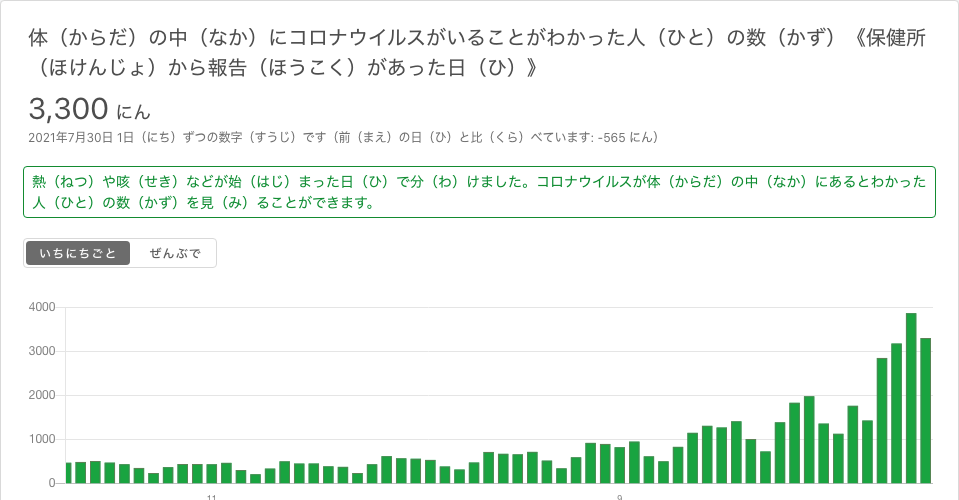 体（からだ）の中（なか）にコロナウイルスがいることがわかった人（ひと）の数（かず）《保健所
（ほけんじょ）から報告（ほうこく）があった日（ひ）》
3,300 にん
2021年7月30日 1日（にち）ずつの数字（すうじ）です（前（まえ）の日（ひ）と比（くら）べています: -565 にん）
熱（ねつ）や咳（せき）などが始（はじ）まった日（ひ）で分（わ）けました。コロナウイルスが体（からだ）の中（なか）にあるとわかった
人（ひと）の数（かず）を見（み）ることができます。
いちにちごと ぜんぶで
4000
3000
2000
1000
0
11 9